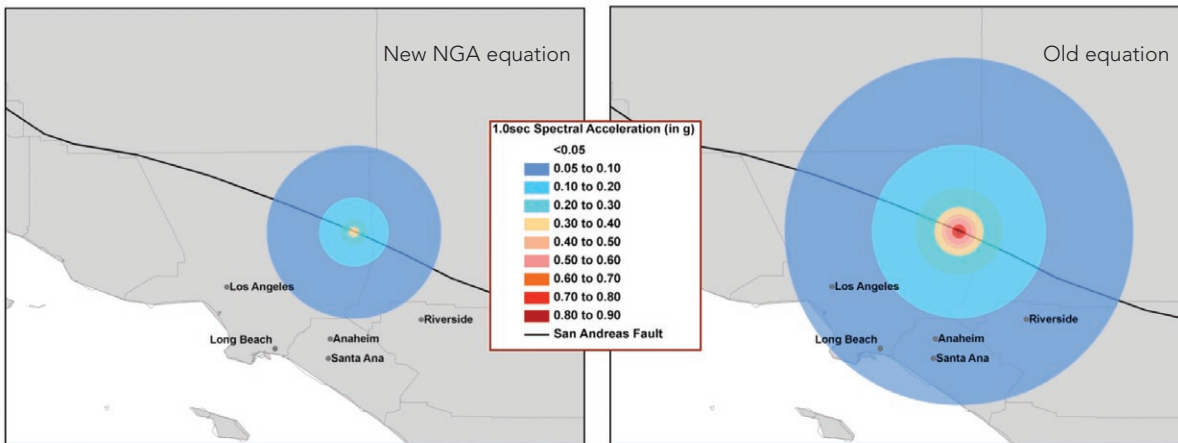 New NGA equation
Los Angeles
Riverside
Long Beach
Anaheim
Santa Ana
1.0sec Spectral Acceleration (in g)
<0.05
0.05 to 0.10
0.10 to 0.20
0.20 to 0.30
0.30 to 0.40
0.40 to 0.50
0.50 to 0.60
0.60 to 0.70
0.70 to 0.80
0.80 to 0.90
San Andreas Fault
Old equation
Los Angeles
Riverside
Long Beach
Anaheim
Santa Ana